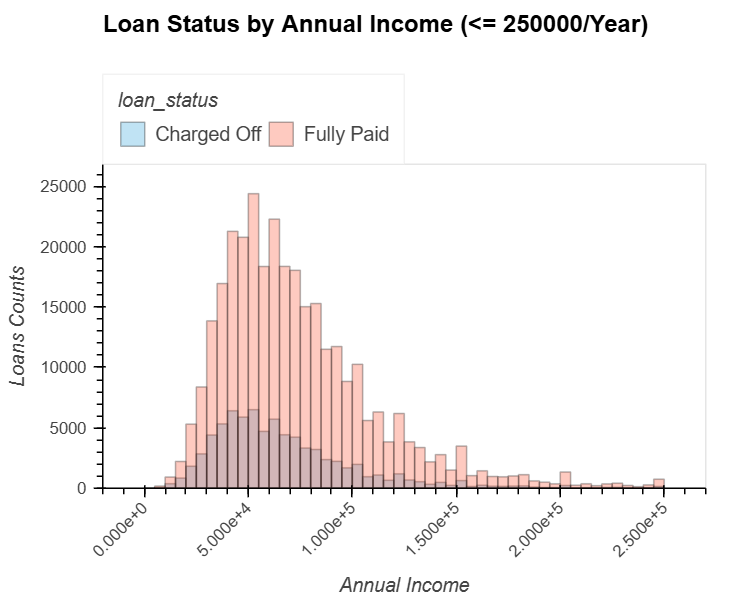 Loan Status by Annual Income (<= 250000/Year)
loan_status
Charged Off Fully Paid
25000
20000
15000
10000
5000
0
Loans Counts
0.000e+0 5.000e+4 1.000e+5 1.500e+5 2.000e+5 2.500e+5
Annual Income